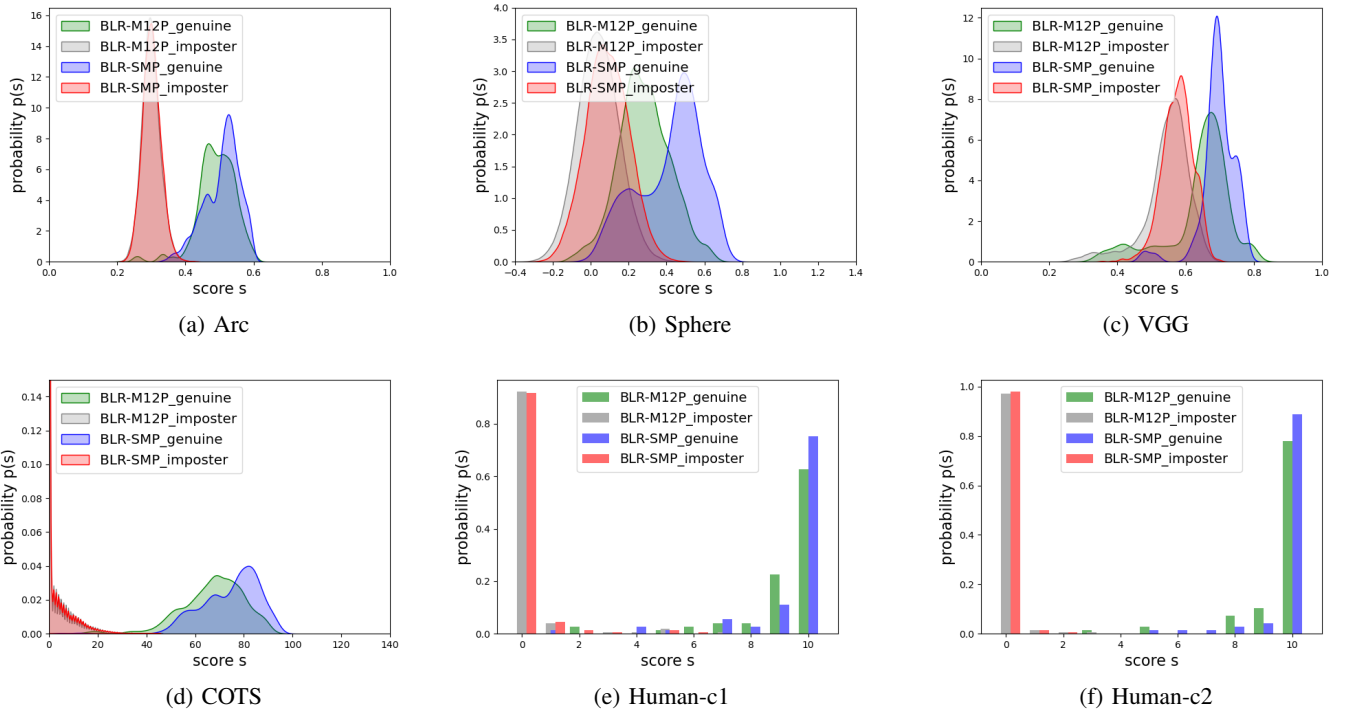 BLR-M12P_genuine
BLR-M12P_imposter
BLR-SMP_genuine
BLR-SMP_imposter
probability p(s)
16
14
12
10
8
6
4
2
0
0.0 0.2 0.4 0.6 0.8 1.0
score s
(a) Arc
BLR-M12P_genuine
BLR-M12P_imposter
BLR-SMP_genuine
BLR-SMP_imposter
probability p(s)
4.0
3.5
3.0
2.5
2.0
1.5
1.0
0.5
0.0
−0.4 −0.2 0.0 0.2 0.4 0.6 0.8 1.0 1.2 1.4
score s
(b) Sphere
BLR-M12P_genuine
BLR-M12P_imposter
BLR-SMP_genuine
BLR-SMP_imposter
probability p(s)
12
10
8
6
4
2
0
0.0 0.2 0.4 0.6 0.8 1.0
score s
(c) VGG
BLR-M12P_genuine
BLR-M12P_imposter
BLR-SMP_genuine
BLR-SMP_imposter
probability p(s)
0.14
0.12
0.10
0.08
0.06
0.04
0.02
0.00
0 20 40 60 80 100 120 140
score s
(d) COTS
BLR-M12P_genuine
BLR-M12P_imposter
BLR-SMP_genuine
BLR-SMP_imposter
probability p(s)
0.8
0.6
0.4
0.2
0.0
0 2 4 6 8 10
score s
(e) Human-c1
BLR-M12P_genuine
BLR-M12P_imposter
BLR-SMP_genuine
BLR-SMP_imposter
probability p(s)
1.0
0.8
0.6
0.4
0.2
0.0
0 2 4 6 8 10
score s
(f) Human-c2